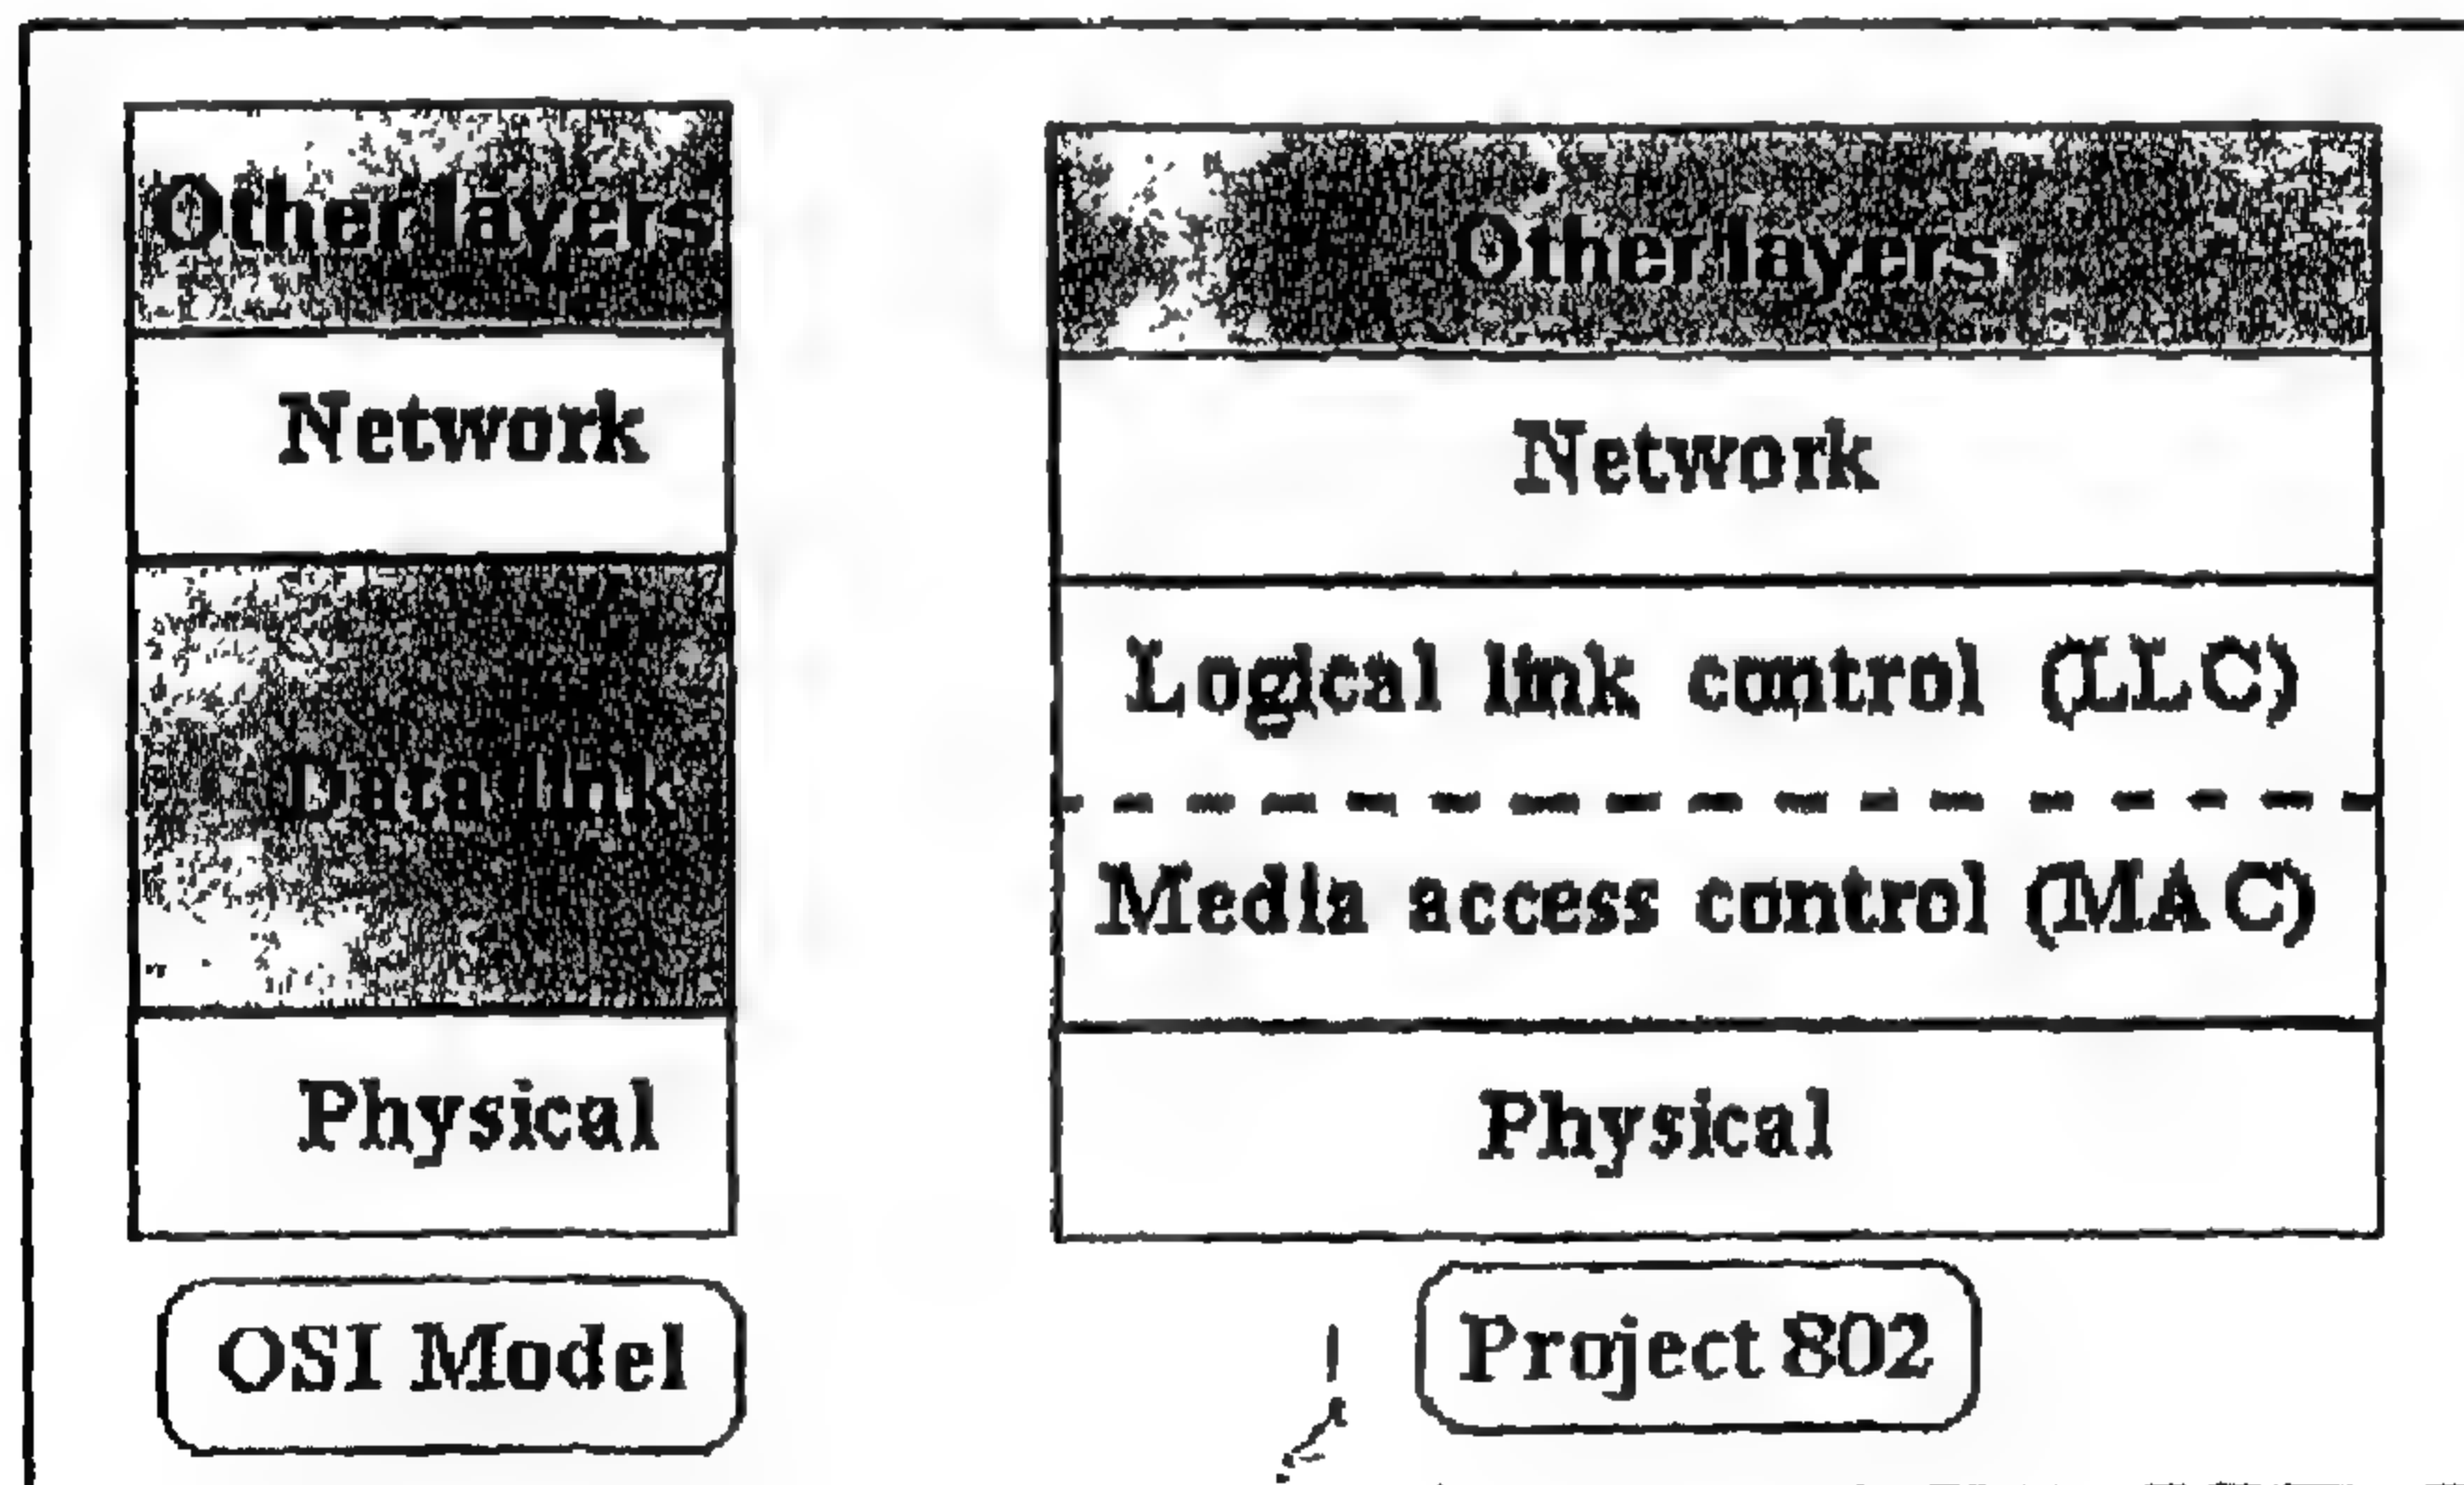 Other layers
Network
Data link
Physical
OSI Model
Other layers
Network
Logical link control (LLC)
Media access control (MAC)
Physical
Project 802